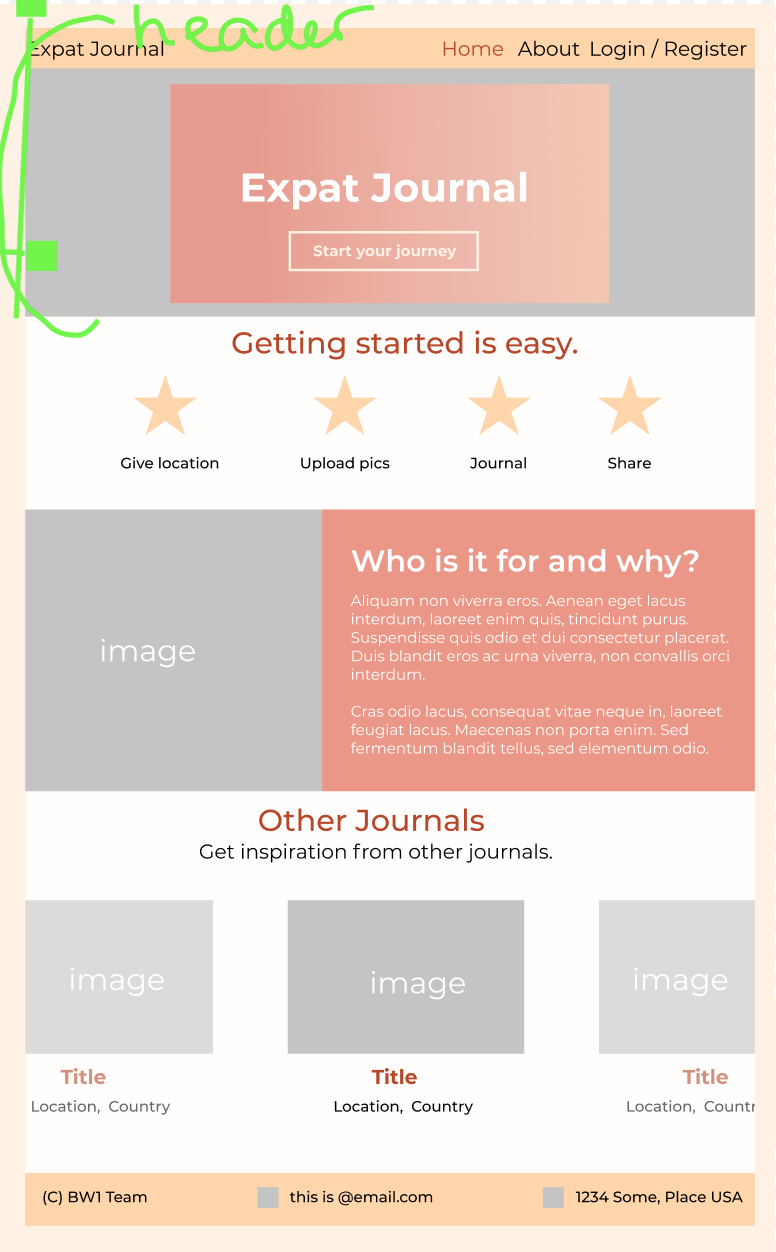 header
Expat Journal
Home About Login / Register
Expat Journal
Start your journey
Getting started is easy.
Give location
Upload pics
Journal
Share
image
Who is it for and why?
Aliquam non viverra eros. Aenean eget lacus
interdum, laoreet enim quis, tincidunt purus.
Suspendisse quis odio et dui consectetur placerat.
Duis blandit eros ac urna viverra, non convallis orci
interdum.
Cras odio lacus, consequat vitae neque in, laoreet
feugiat lacus. Maecenas non porta enim. Sed
fermentum blandit tellus, sed elementum odio.
Other Journals
Get inspiration from other journals.
image
image
image
Title
Title
Title
Location, Country
Location, Country
Location, Countr
(C) BW1 Team
this is @email.com
1234 Some, Place USA